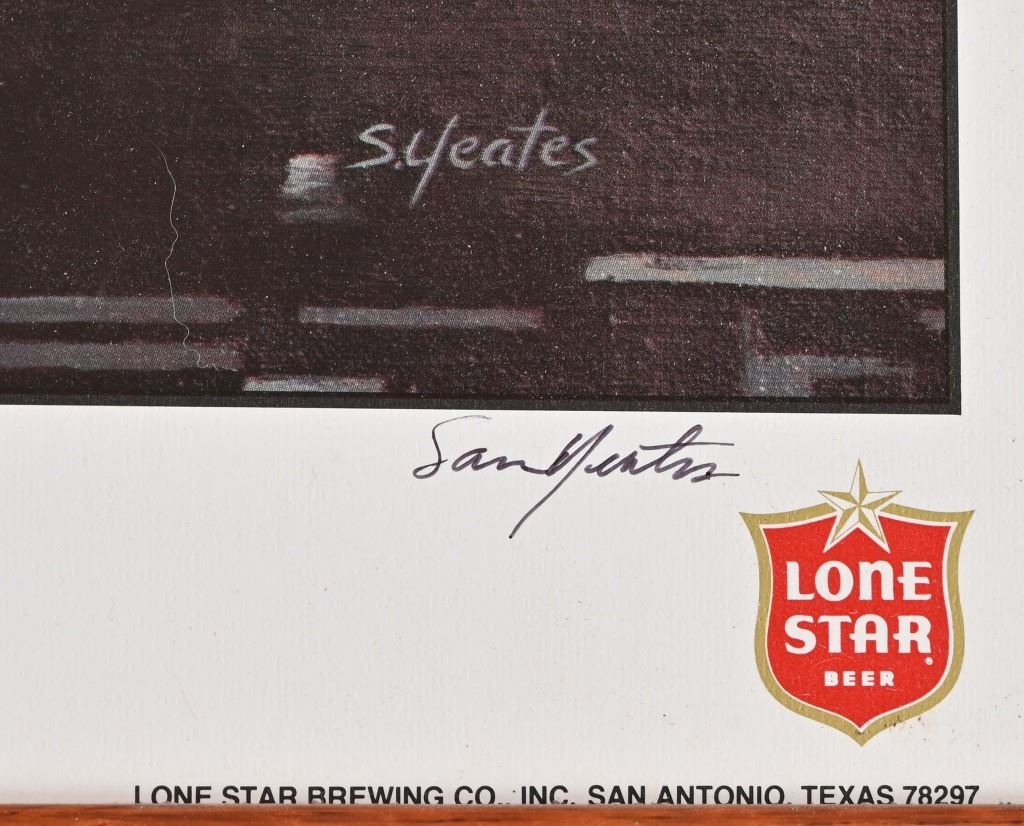 S. Yeates
Sam Yeates
LONE
STAR®
BEER
LONE STAR BREWING CO., INC. SAN ANTONIO, TEXAS 78297